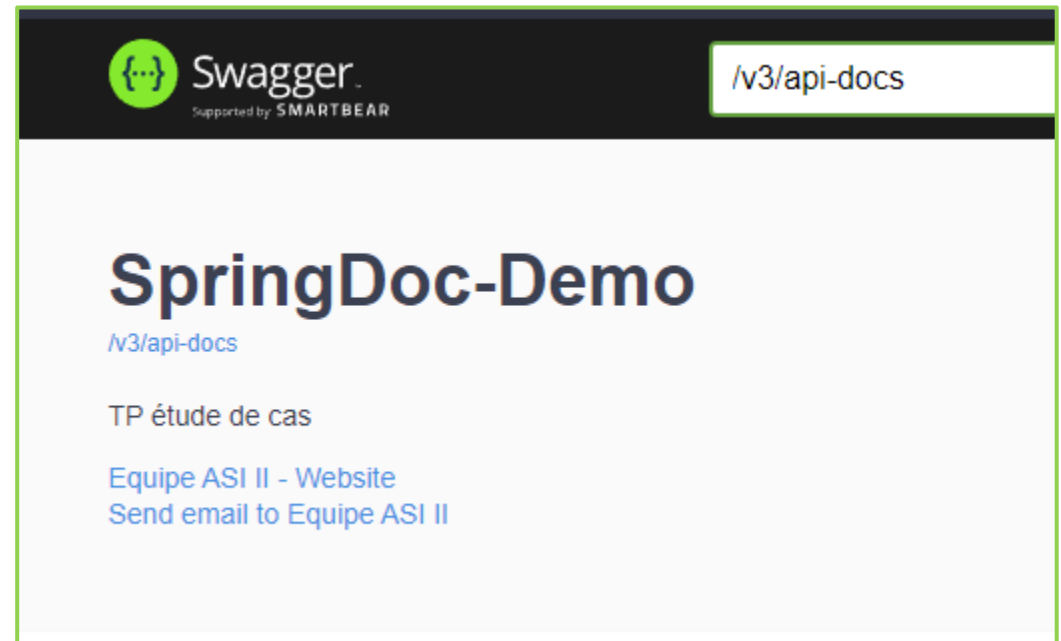 {···} Swagger™
Supported by SMARTBEAR
/v3/api-docs
SpringDoc-Demo
/v3/api-docs
TP étude de cas
Equipe ASI II - Website
Send email to Equipe ASI II